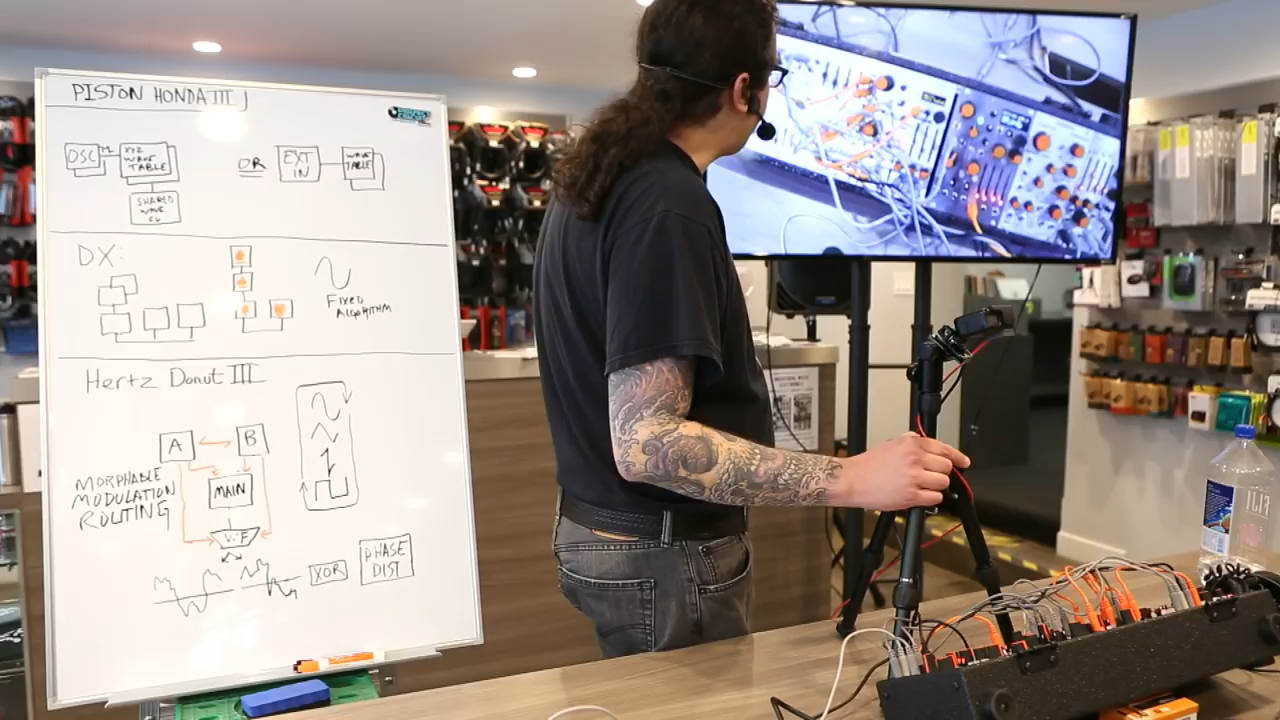 PISTON HONDA III
OSC
XYZ
WAVE
TABLE
OR
EXT
IN
WAVE
TABLE
SHARED
WAVE
DX:
FIXED
ALGORITHM
Hertz Donut III
A
B
MORPHABLE
MODULATION
ROUTING
MAIN
XOR
PHASE
DIST
FIJI